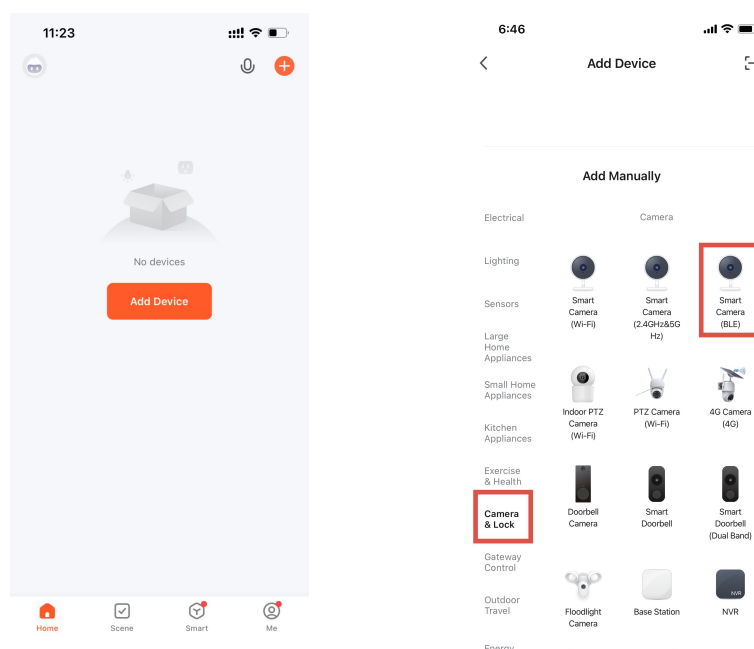 11:23
No devices
Add Device
Home
Scene
Smart
Me
6:46
Add Device
Add Manually
Electrical
Lighting
Sensors
Large
Home
Appliances
Small Home
Appliances
Kitchen
Appliances
Exercise
& Health
Camera
& Lock
Gateway
Control
Outdoor
Travel
Energy
Camera
Smart
Camera
(Wi-Fi)
Smart
Camera
(2.4GHz&5G
Hz)
Smart
Camera
(BLE)
Indoor PTZ
Camera
(Wi-Fi)
PTZ Camera
(Wi-Fi)
4G Camera
(4G)
Doorbell
Camera
Smart
Doorbell
Smart
Doorbell
(Dual Band)
Floodlight
Camera
Base Station
NVR
NVR